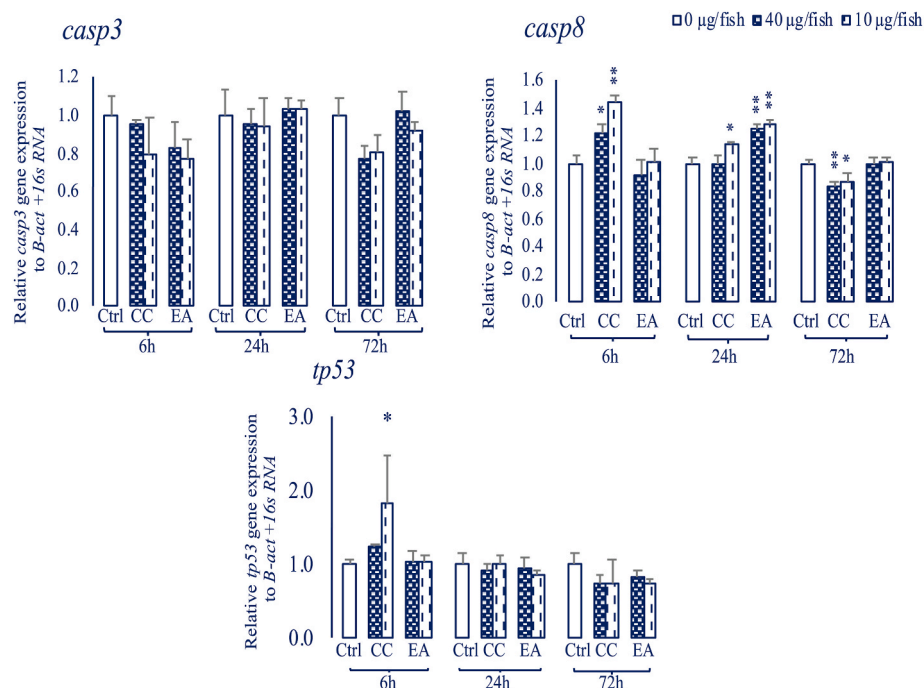 casp3
Relative casp3 gene expression
to B-act +16s RNA
1.2
1.0
0.8
0.6
0.4
0.2
0.0
Ctrl CC EA Ctrl CC EA Ctrl CC EA
6h 24h 72h
casp8
0 µg/fish 40 µg/fish 10 µg/fish
Relative casp8 gene expression
to B-act +16s RNA
1.6
1.4
1.2
1.0
0.8
0.6
0.4
0.2
0.0
* ** * ** ** ** *
Ctrl CC EA Ctrl CC EA Ctrl CC EA
6h 24h 72h
tp53
Relative tp53 gene expression
to B-act +16s RNA
3.0
2.0
1.0
0.0
*
Ctrl CC EA Ctrl CC EA Ctrl CC EA
6h 24h 72h